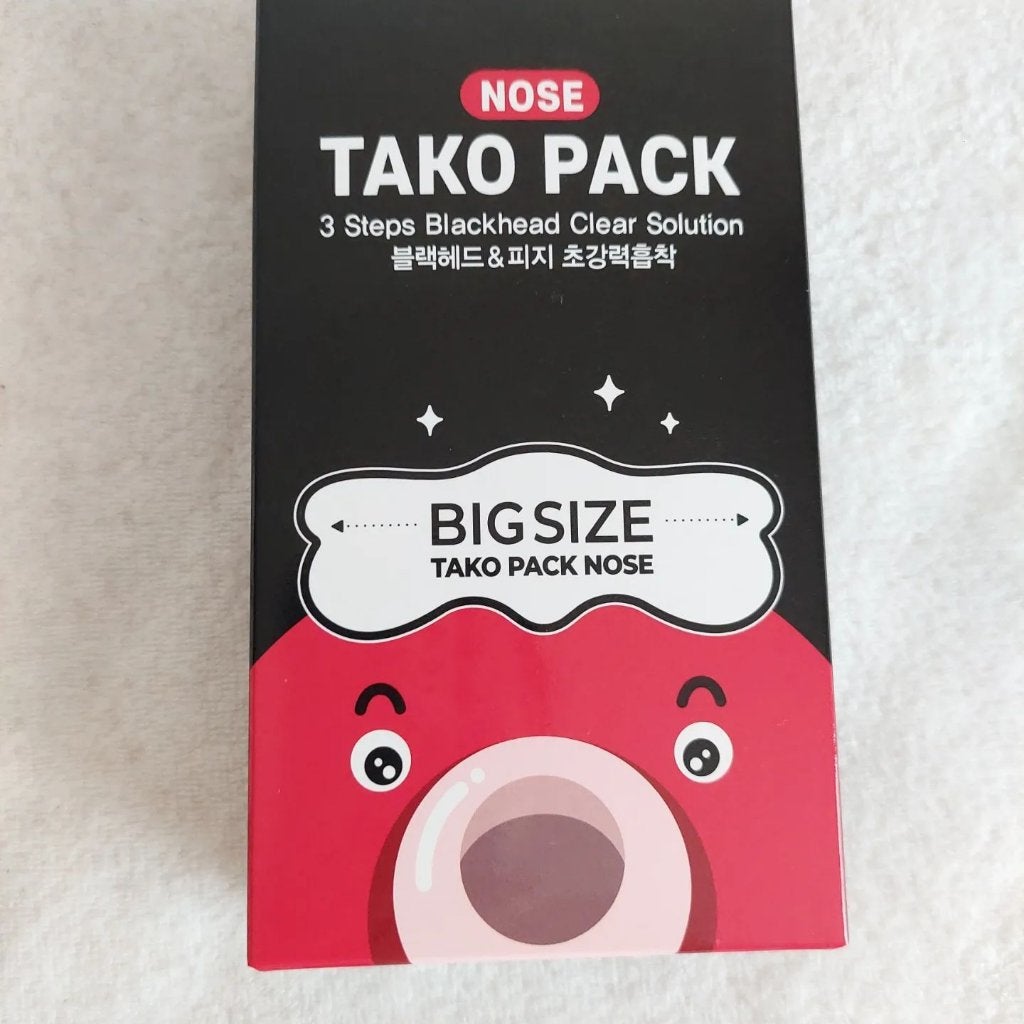 NOSE
TAKO PACK
3 Steps Blackhead Clear Solution
블랙헤드&피지 초강력흡착
BIG SIZE
TAKO PACK NOSE